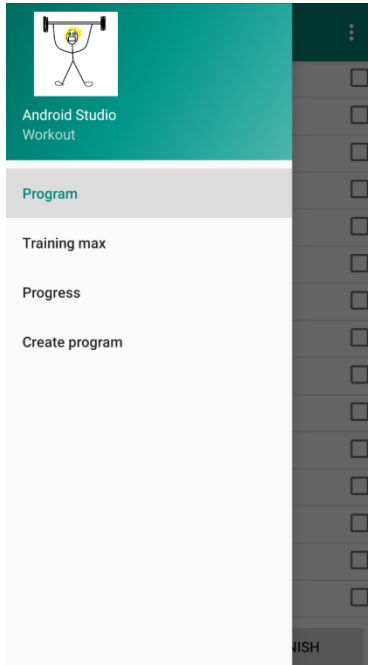 Android Studio
Workout
Program
Training max
Progress
Create program
NISH